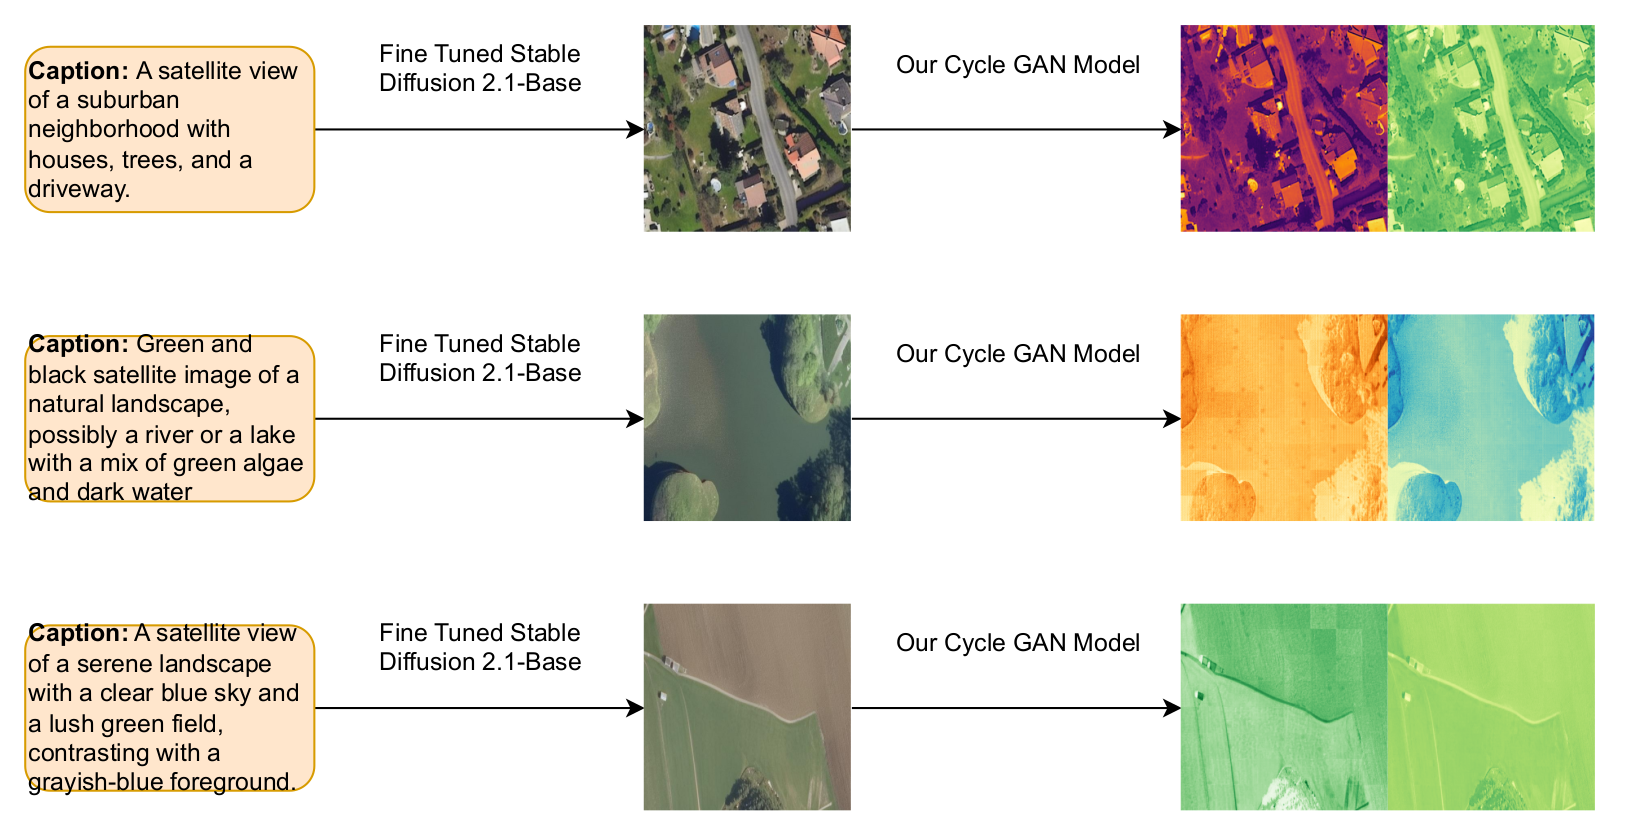 Caption: A satellite view
of a suburban
neighborhood with
houses, trees, and a
driveway.
Fine Tuned Stable
Diffusion 2.1-Base
Our Cycle GAN Model
Caption: Green and
black satellite image of a
natural landscape,
possibly a river or a lake
with a mix of green algae
and dark water
Fine Tuned Stable
Diffusion 2.1-Base
Our Cycle GAN Model
Caption: A satellite view
of a serene landscape
with a clear blue sky and
a lush green field,
contrasting with a
grayish-blue foreground.
Fine Tuned Stable
Diffusion 2.1-Base
Our Cycle GAN Model